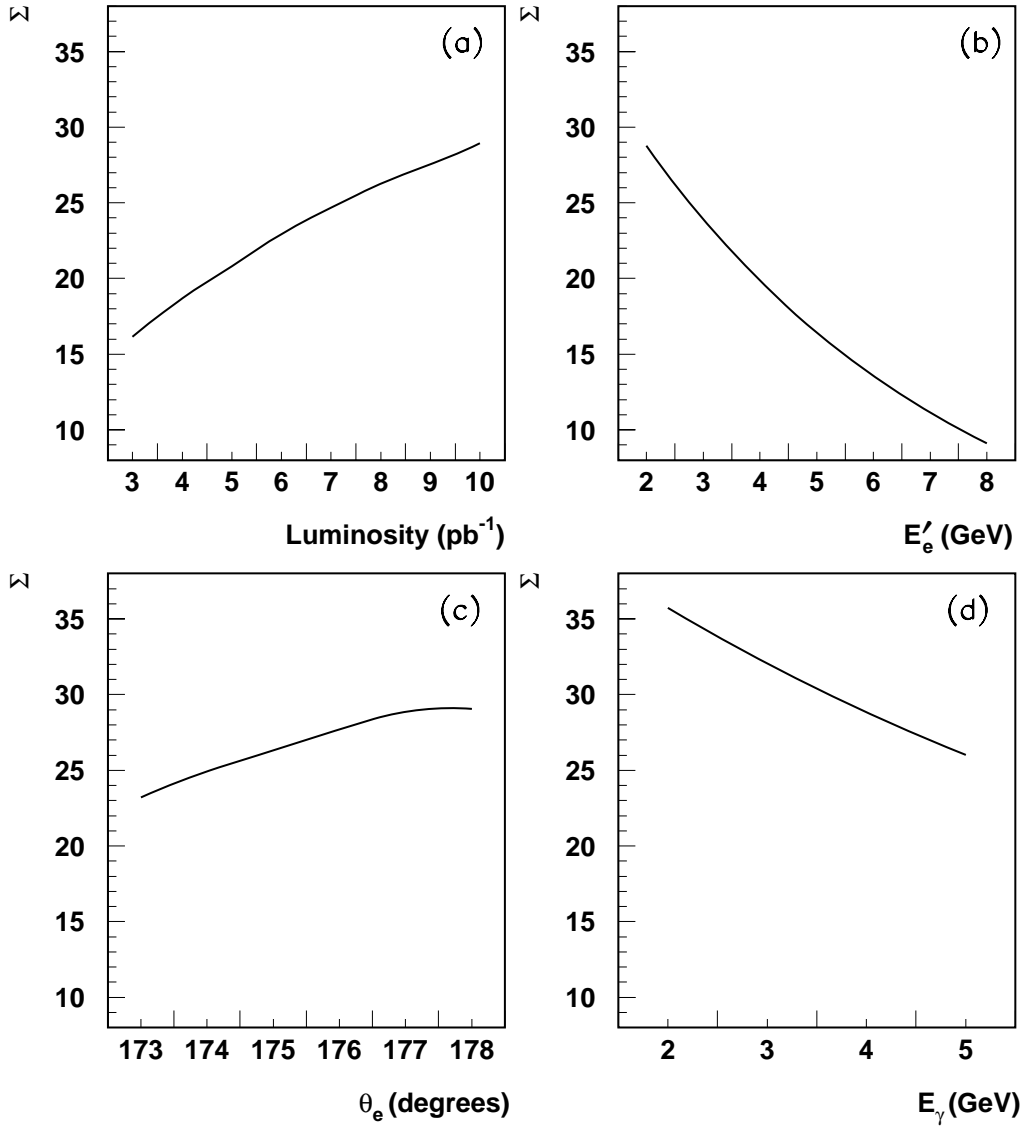 Σ
(a)
35
30
25
20
15
10
3 4 5 6 7 8 9 10
Luminosity (pb⁻¹)
Σ
(b)
35
30
25
20
15
10
2 3 4 5 6 7 8
E′ₑ (GeV)
Σ
(c)
35
30
25
20
15
10
173 174 175 176 177 178
θₑ (degrees)
Σ
(d)
35
30
25
20
15
10
2 3 4 5
Eᵧ (GeV)